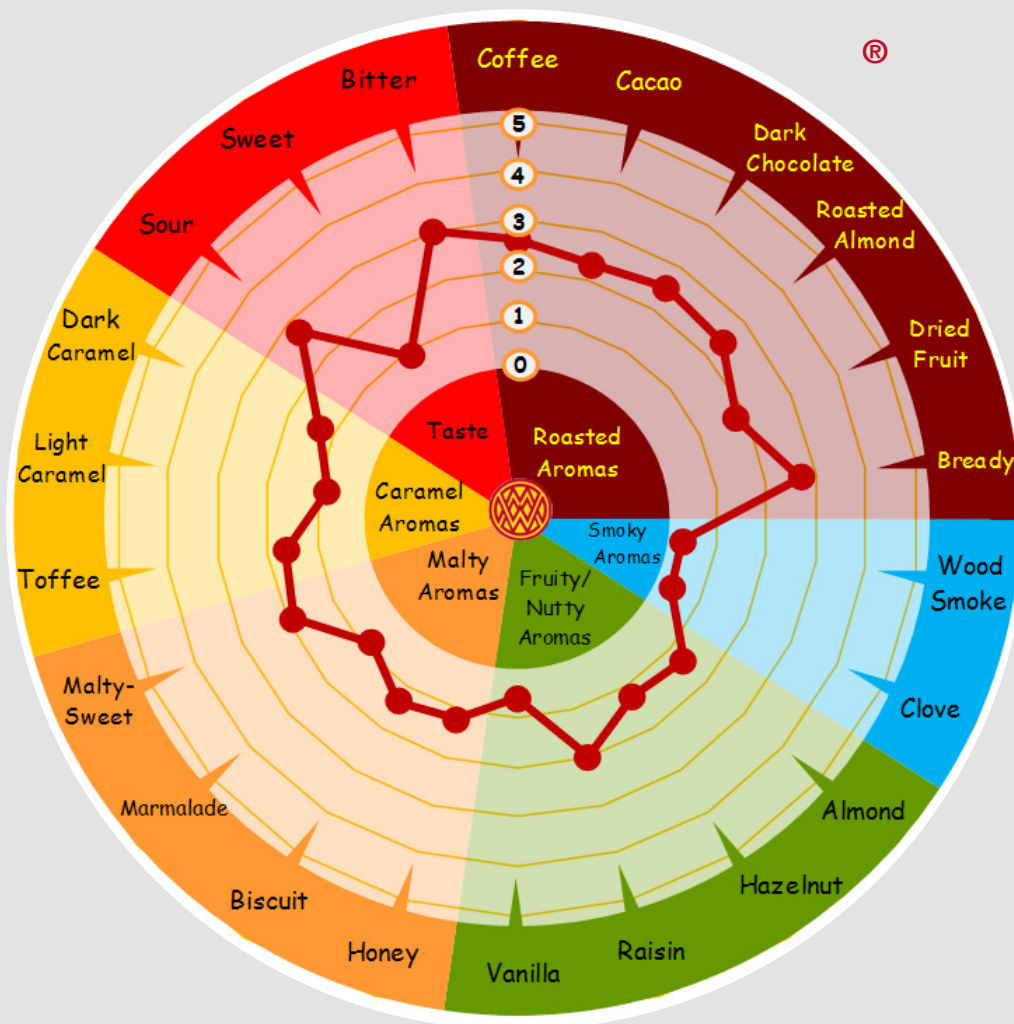 ®
Coffee
Cacao
Dark
Chocolate
Roasted
Almond
Dried
Fruit
Bready
Wood
Smoke
Clove
Almond
Hazelnut
Raisin
Vanilla
Honey
Biscuit
Marmalade
Malty-
Sweet
Toffee
Light
Caramel
Dark
Caramel
Sour
Sweet
Bitter
5
4
3
2
1
0
Taste
Roasted
Aromas
Smoky
Aromas
Fruity/
Nutty
Aromas
Malty
Aromas
Caramel
Aromas